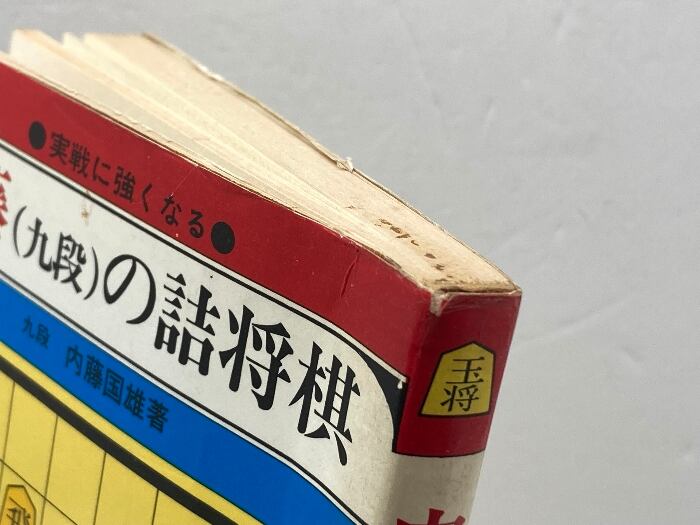 ●実戦に強くなる●
藤(九段)の詰将棋
九段 内藤国雄著
玉将